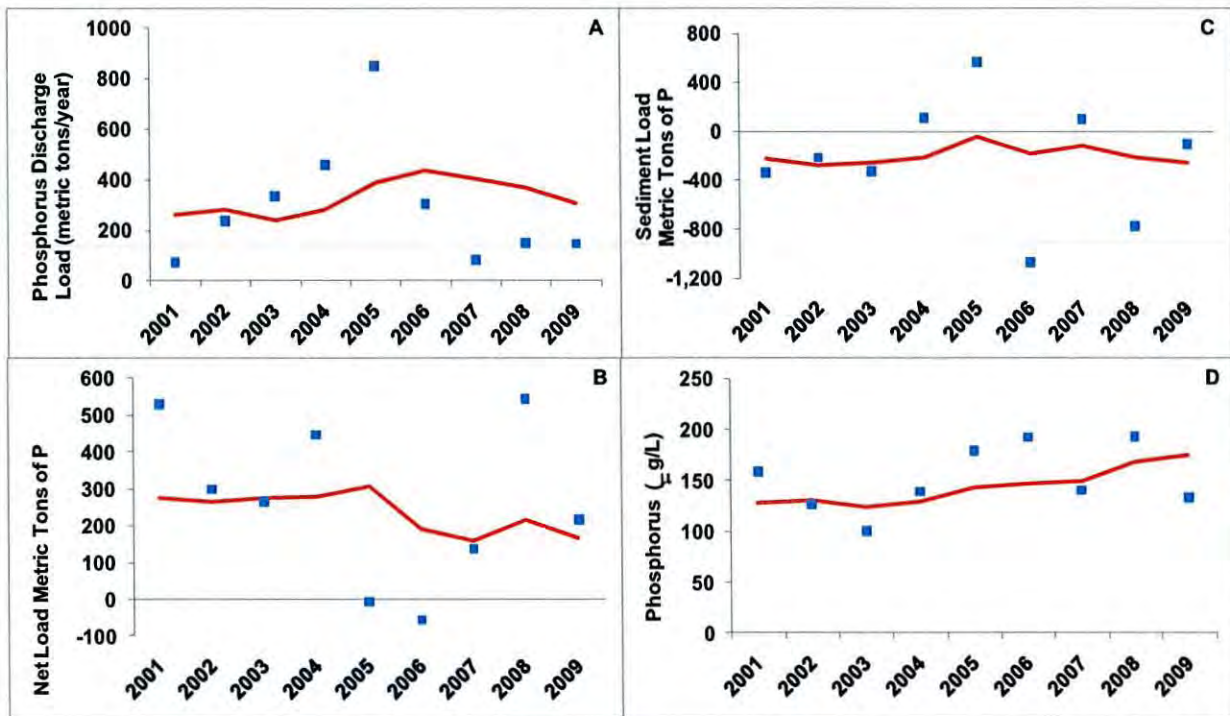 A
Phosphorus Discharge
Load (metric tons/year)
1000
800
600
400
200
0
2001 2002 2003 2004 2005 2006 2007 2008 2009
C
Sediment Load
Metric Tons of P
800
400
0
-400
-800
-1,200
2001 2002 2003 2004 2005 2006 2007 2008 2009
B
Net Load Metric Tons of P
600
500
400
300
200
100
0
-100
2001 2002 2003 2004 2005 2006 2007 2008 2009
D
Phosphorus (μg/L)
250
200
150
100
50
0
2001 2002 2003 2004 2005 2006 2007 2008 2009